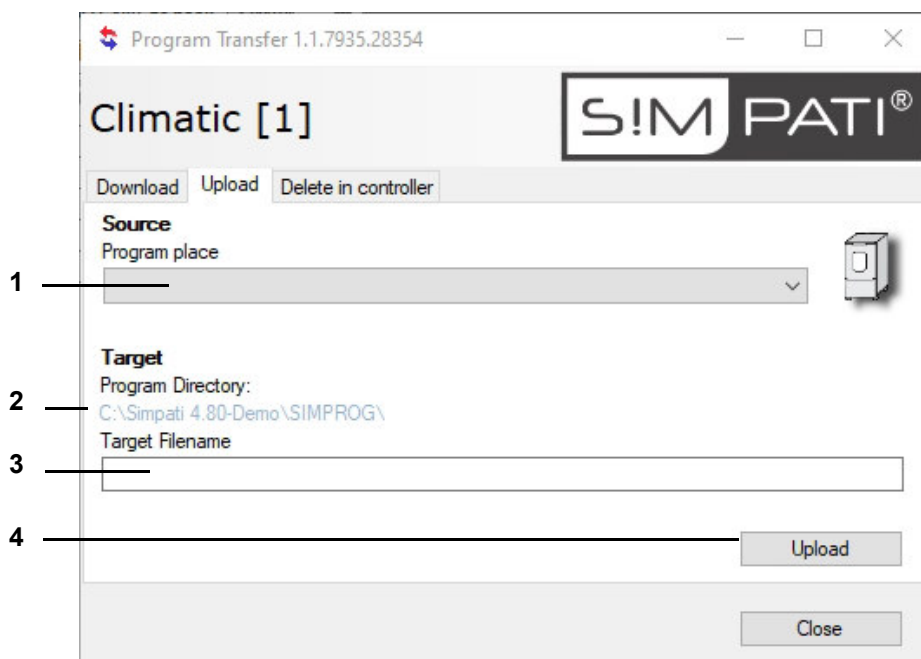 Program Transfer 1.1.7935.28354
Climatic [1]
S!MPATI®
Download Upload Delete in controller
Source
Program place
1
Target
Program Directory:
2
C:\Simpati 4.80-Demo\SIMPROG\
Target Filename
3
4
Upload
Close